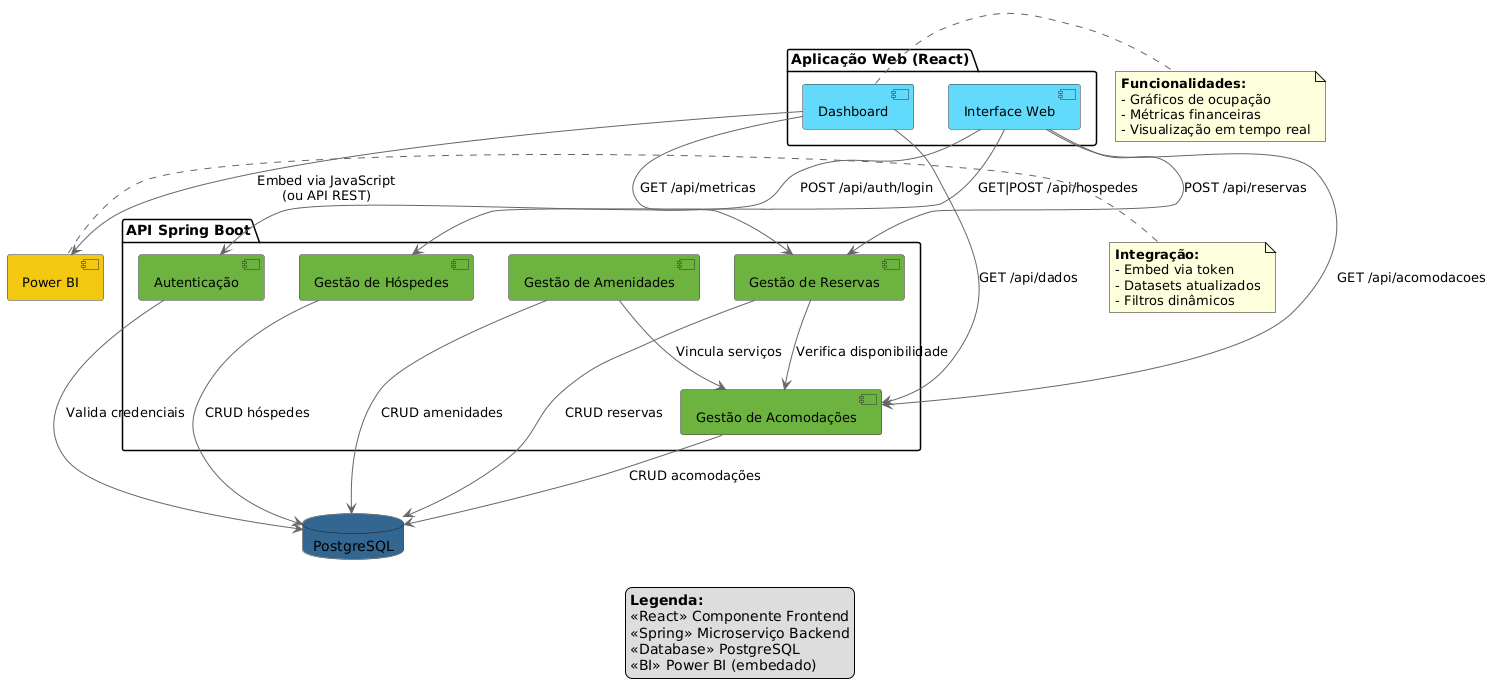 Aplicação Web (React)
Dashboard
Interface Web
Funcionalidades:
- Gráficos de ocupação
- Métricas financeiras
- Visualização em tempo real
Embed via JavaScript
(ou API REST)
GET /api/metricas
POST /api/auth/login
GET|POST /api/hospedes
POST /api/reservas
API Spring Boot
Power BI
Autenticação
Gestão de Hóspedes
Gestão de Amenidades
Gestão de Reservas
GET /api/dados
Integração:
- Embed via token
- Datasets atualizados
- Filtros dinâmicos
GET /api/acomodacoes
Vincula serviços
Verifica disponibilidade
Valida credenciais
CRUD hóspedes
CRUD amenidades
CRUD reservas
Gestão de Acomodações
CRUD acomodações
PostgreSQL
Legenda:
«React» Componente Frontend
«Spring» Microserviço Backend
«Database» PostgreSQL
«BI» Power BI (embedado)